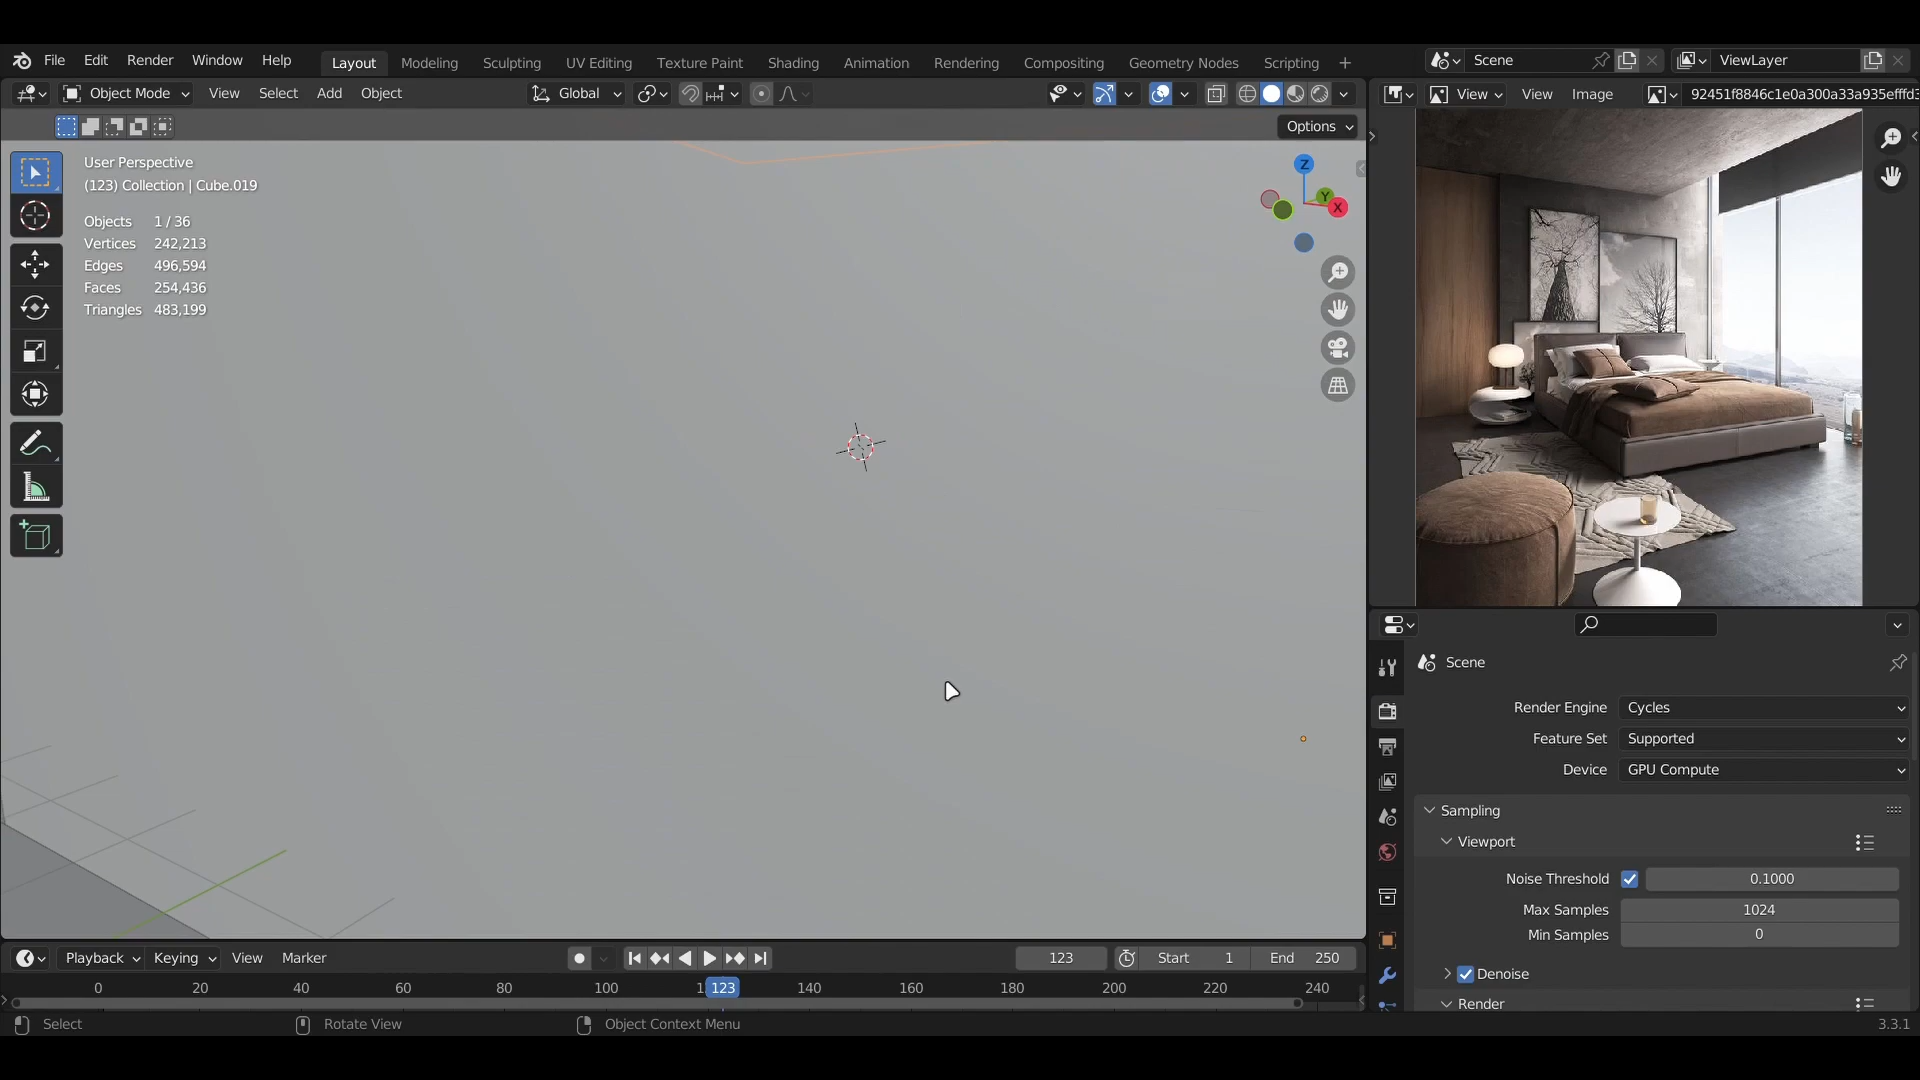 File Edit Render Window Help
Layout Modeling Sculpting UV Editing Texture Paint Shading Animation Rendering Compositing Geometry Nodes Scripting +
Scene
ViewLayer
Object Mode View Select Add Object
Global
View View Image
92451f8846c1e0a300a33a935efffd3
Options
User Perspective
(123) Collection | Cube.019
Objects 1 / 36
Vertices 242,213
Edges 496,594
Faces 254,436
Triangles 483,199
Z
Y
X
Scene
Render Engine Cycles
Feature Set Supported
Device GPU Compute
Sampling
Viewport
Noise Threshold 0.1000
Max Samples 1024
Min Samples 0
Denoise
Render
Playback Keying View Marker
123
Start 1
End 250
0 20 40 60 80 100 1 123 140 160 180 200 220 240
Select
Rotate View
Object Context Menu
3.3.1